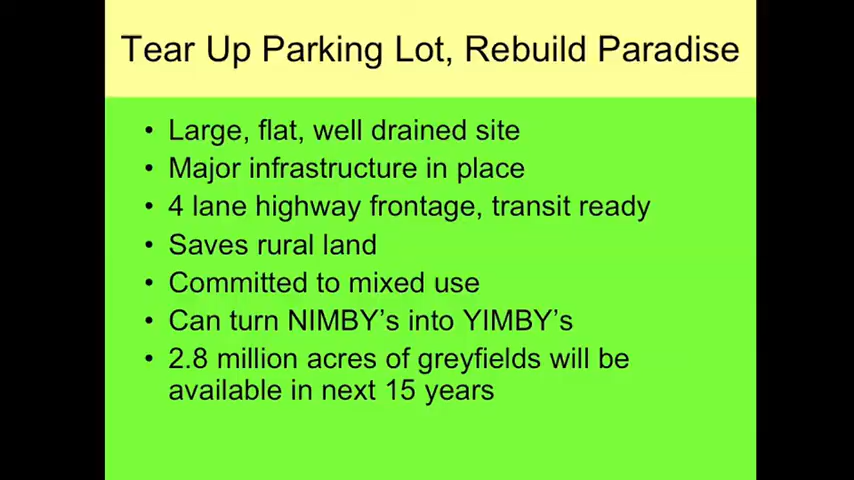 Tear Up Parking Lot, Rebuild Paradise
• Large, flat, well drained site
• Major infrastructure in place
• 4 lane highway frontage, transit ready
• Saves rural land
• Committed to mixed use
• Can turn NIMBY’s into YIMBY’s
• 2.8 million acres of greyfields will be
available in next 15 years